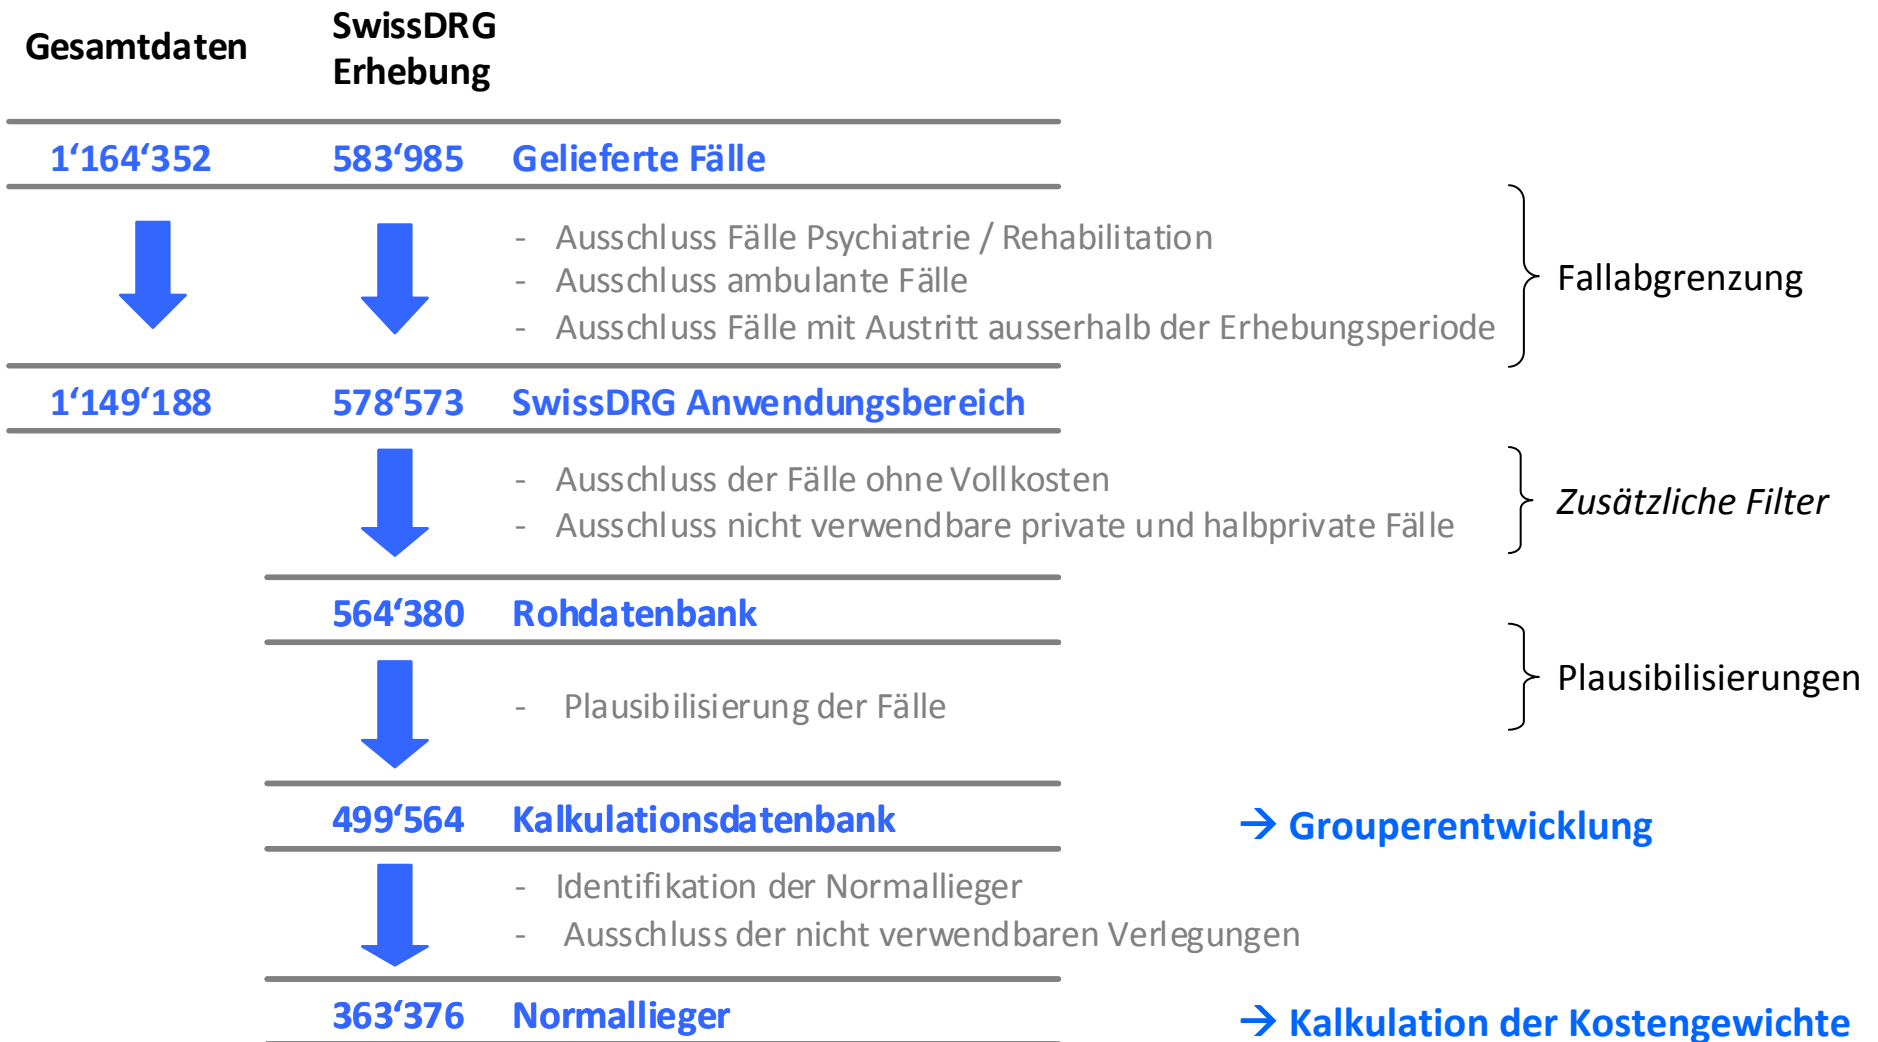 Gesamtdaten
SwissDRG
Erhebung
1‘164‘352 583‘985 Gelieferte Fälle
- Ausschluss Fälle Psychiatrie / Rehabilitation
- Ausschluss ambulante Fälle
- Ausschluss Fälle mit Austritt ausserhalb der Erhebungsperiode
Fallabgrenzung
1‘149‘188 578‘573 SwissDRG Anwendungsbereich
- Ausschluss der Fälle ohne Vollkosten
- Ausschluss nicht verwendbare private und halbprivate Fälle
Zusätzliche Filter
564‘380 Rohdatenbank
- Plausibilisierung der Fälle
Plausibilisierungen
499‘564 Kalkulationsdatenbank
→ Grouperentwicklung
- Identifikation der Normallieger
- Ausschluss der nicht verwendbaren Verlegungen
363‘376 Normallieger
→ Kalkulation der Kostengewichte